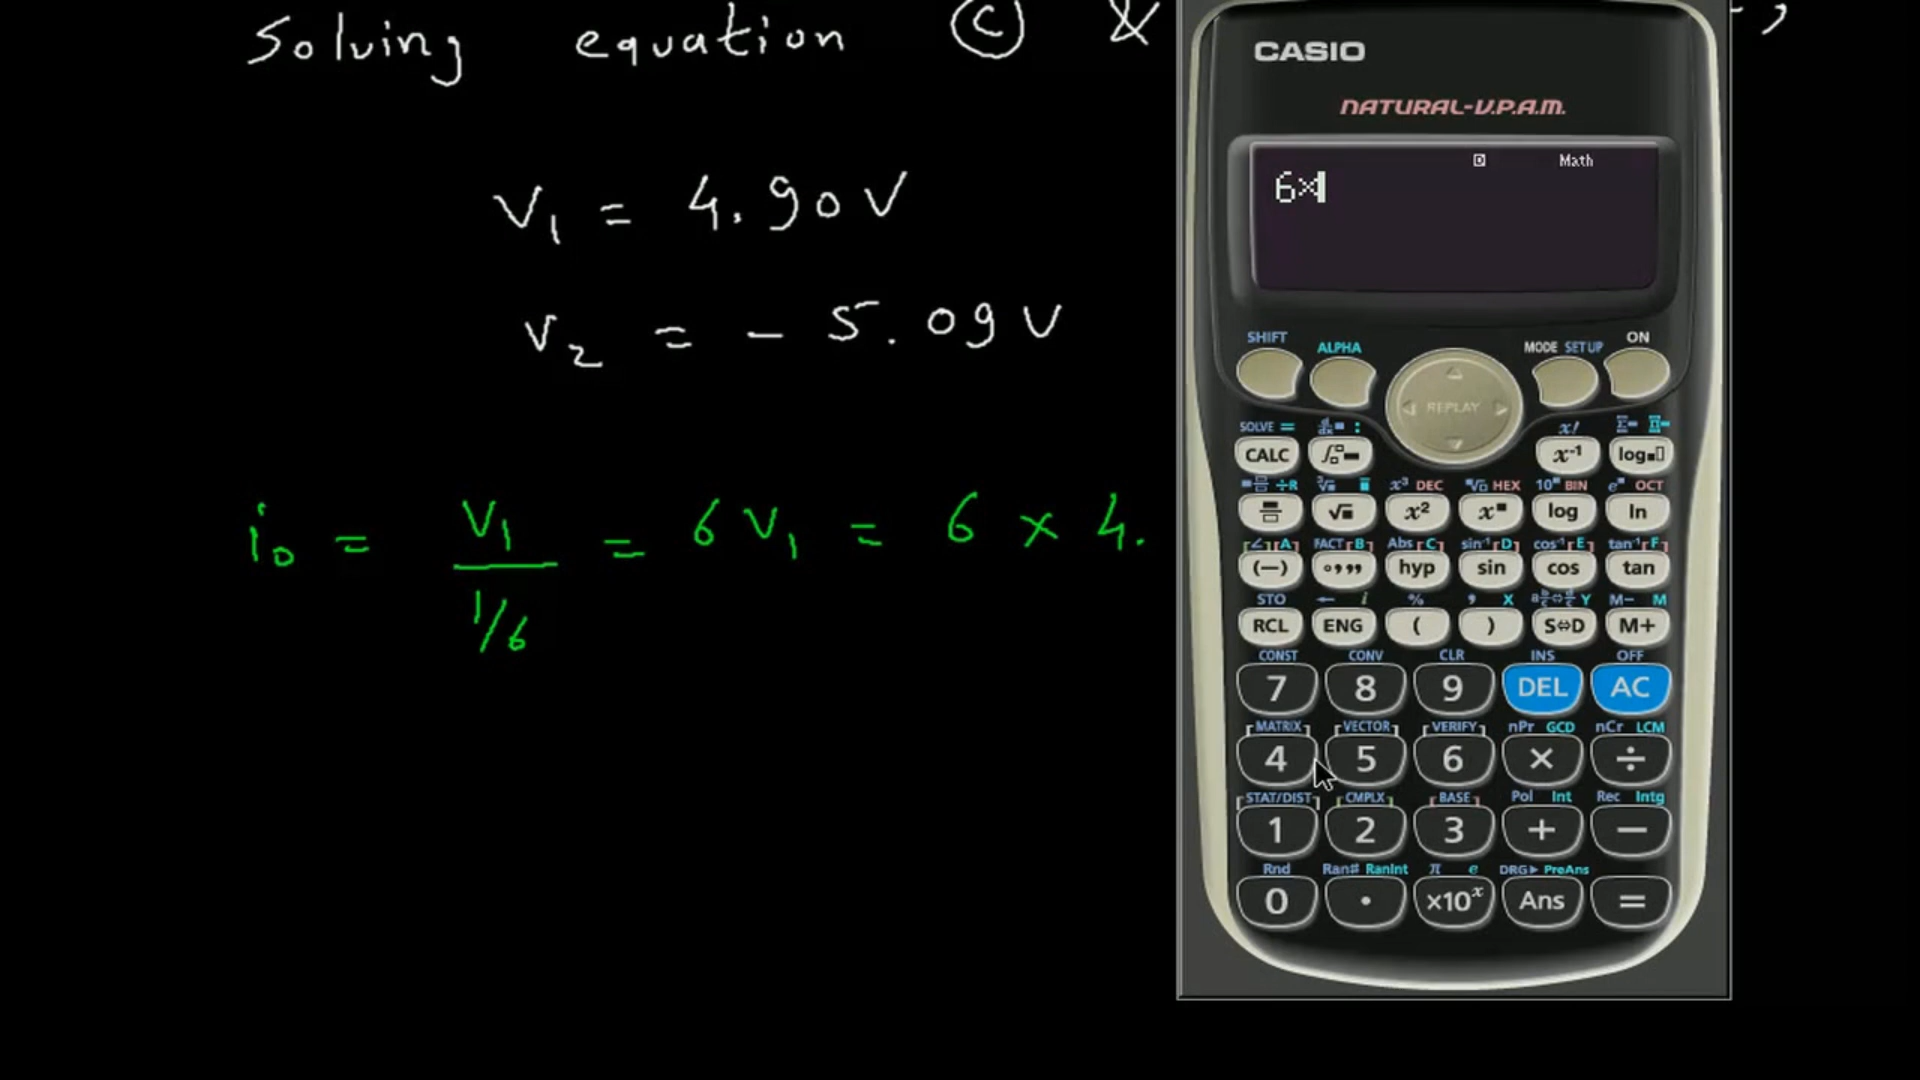 Solving equation ⓒ &
V₁ = 4.90 V
V₂ = - 5.09 V
i₀ = V₁ / 1/6 = 6 V₁ = 6 × 4.
CASIO
NATURAL-V.P.A.M.
D Math
6×
SHIFT ALPHA MODE SETUP ON
REPLAY
SOLVE = d/dx :  x! Σ Π
CALC ∫ x⁻¹ log
÷R ³√ x³ DEC √ HEX 10 BIN e OCT
√ x² x log ln
∠ A FACT B Abs C sin⁻¹ D cos⁻¹ E tan⁻¹ F
(−) °,,, hyp sin cos tan
STO ← i % , X a b/c⇔d/c Y M− M
RCL ENG ( ) S⇔D M+
CONST CONV CLR INS OFF
7 8 9 DEL AC
MATRIX VECTOR VERIFY nPr GCD nCr LCM
4 5 6 × ÷
STAT/DIST CMPLX BASE Pol Int Rec Intg
1 2 3 + −
Rnd Ran# RanInt π e DRG▶ PreAns
0 . ×10ˣ Ans =